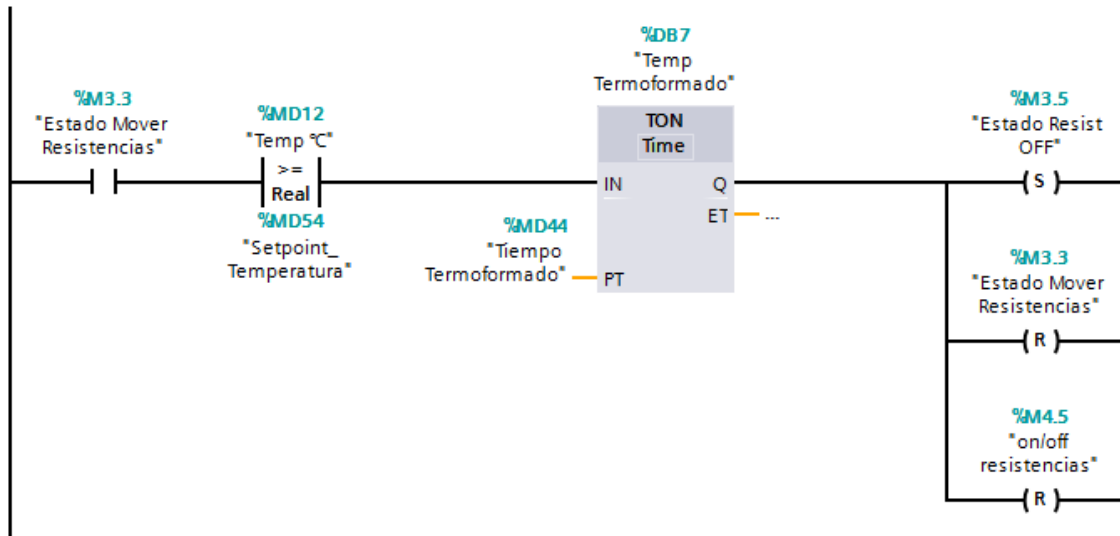 %DB7
"Temp
Termoformado"
%M3.3
"Estado Mover
Resistencias"
%MD12
"Temp °C"
>=
Real
%MD54
"Setpoint_
Temperatura"
TON
Time
IN
Q
ET
...
%MD44
"Tiempo
Termoformado"
PT
%M3.5
"Estado Resist
OFF"
S
%M3.3
"Estado Mover
Resistencias"
R
%M4.5
"on/off
resistencias"
R